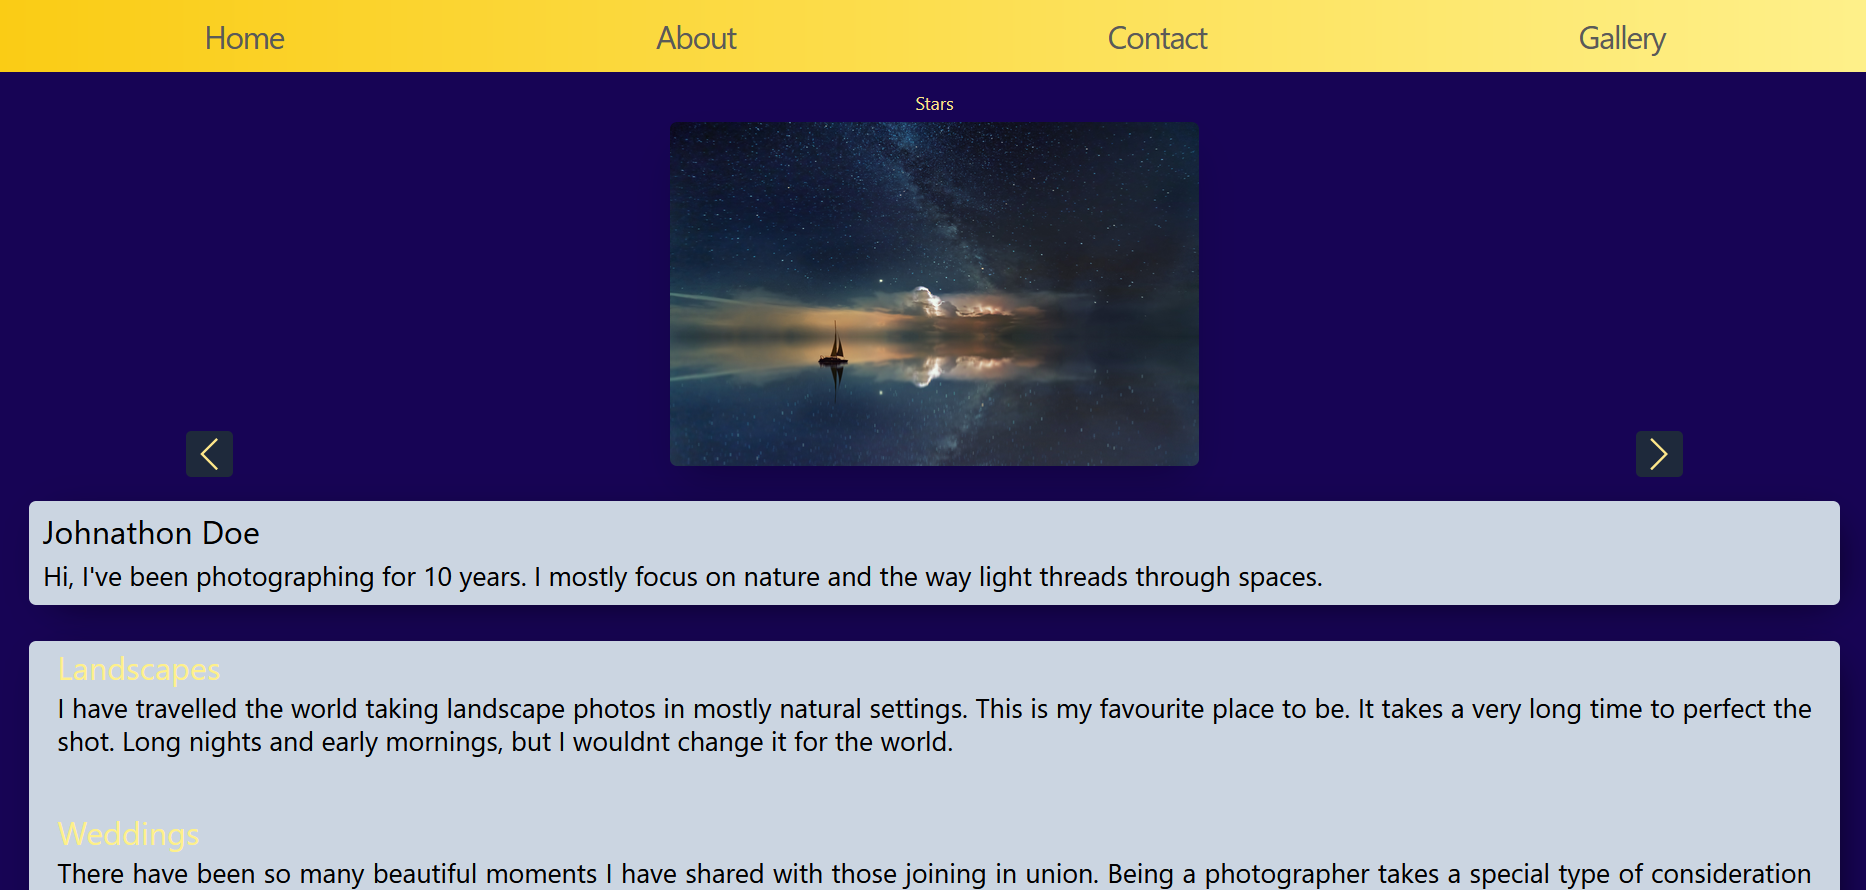 Home About Contact Gallery
Stars
Johnathon Doe
Hi, I've been photographing for 10 years. I mostly focus on nature and the way light threads through spaces.
Landscapes
I have travelled the world taking landscape photos in mostly natural settings. This is my favourite place to be. It takes a very long time to perfect the
shot. Long nights and early mornings, but I wouldnt change it for the world.
Weddings
There have been so many beautiful moments I have shared with those joining in union. Being a photographer takes a special type of consideration